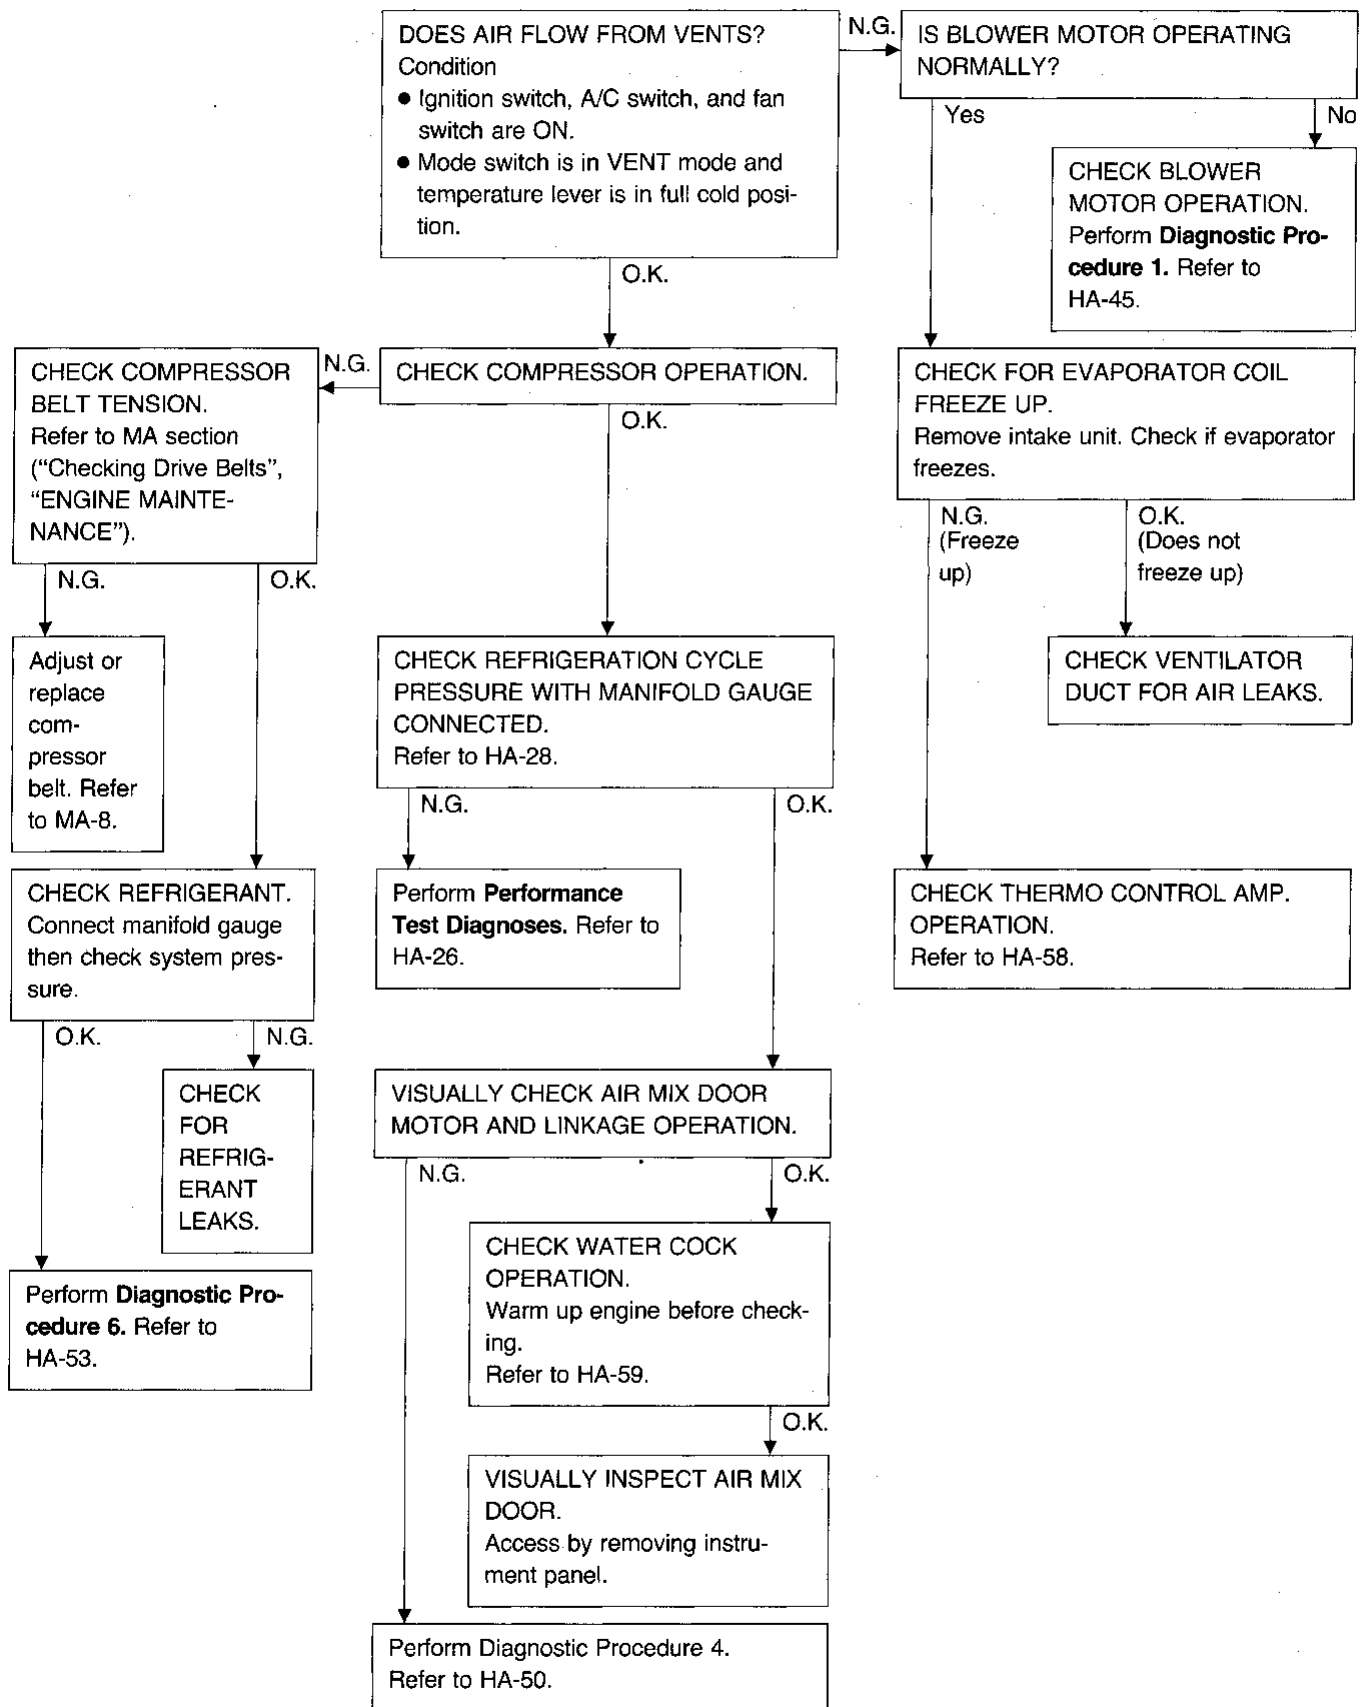 DOES AIR FLOW FROM VENTS?
Condition
● Ignition switch, A/C switch, and fan
switch are ON.
● Mode switch is in VENT mode and
temperature lever is in full cold posi-
tion.
N.G.
IS BLOWER MOTOR OPERATING
NORMALLY?
Yes
No
CHECK BLOWER
MOTOR OPERATION.
Perform Diagnostic Pro-
cedure 1. Refer to
HA-45.
O.K.
CHECK COMPRESSOR OPERATION.
N.G.
CHECK COMPRESSOR
BELT TENSION.
Refer to MA section
(“Checking Drive Belts”,
“ENGINE MAINTE-
NANCE”).
O.K.
CHECK FOR EVAPORATOR COIL
FREEZE UP.
Remove intake unit. Check if evaporator
freezes.
N.G.
(Freeze
up)
O.K.
(Does not
freeze up)
N.G.
O.K.
Adjust or
replace
com-
pressor
belt. Refer
to MA-8.
CHECK REFRIGERATION CYCLE
PRESSURE WITH MANIFOLD GAUGE
CONNECTED.
Refer to HA-28.
CHECK VENTILATOR
DUCT FOR AIR LEAKS.
N.G.
O.K.
CHECK REFRIGERANT.
Connect manifold gauge
then check system pres-
sure.
Perform Performance
Test Diagnoses. Refer to
HA-26.
CHECK THERMO CONTROL AMP.
OPERATION.
Refer to HA-58.
O.K.
N.G.
CHECK
FOR
REFRIG-
ERANT
LEAKS.
VISUALLY CHECK AIR MIX DOOR
MOTOR AND LINKAGE OPERATION.
N.G.
O.K.
Perform Diagnostic Pro-
cedure 6. Refer to
HA-53.
CHECK WATER COCK
OPERATION.
Warm up engine before check-
ing.
Refer to HA-59.
O.K.
VISUALLY INSPECT AIR MIX
DOOR.
Access by removing instru-
ment panel.
Perform Diagnostic Procedure 4.
Refer to HA-50.